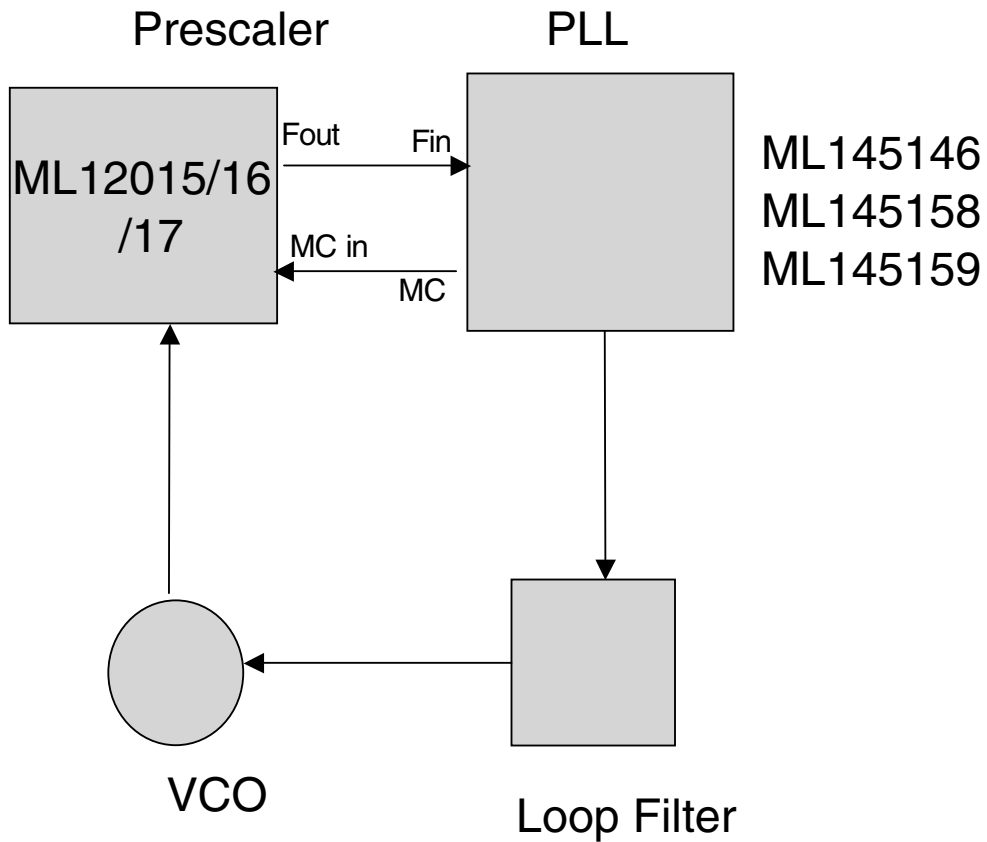 Prescaler
PLL
ML12015/16
/17
Fout
Fin
MC in
MC
ML145146
ML145158
ML145159
VCO
Loop Filter